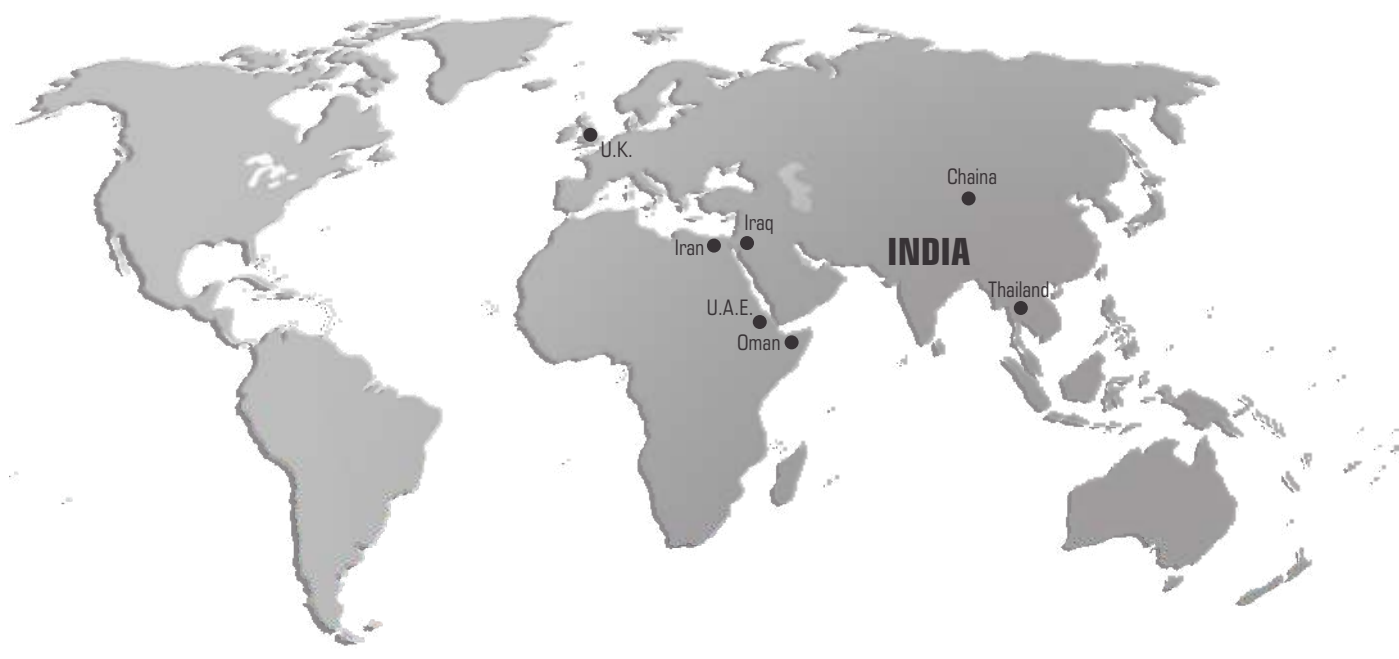 U.K.
Chaina
Iraq
Iran
INDIA
Thailand
U.A.E.
Oman